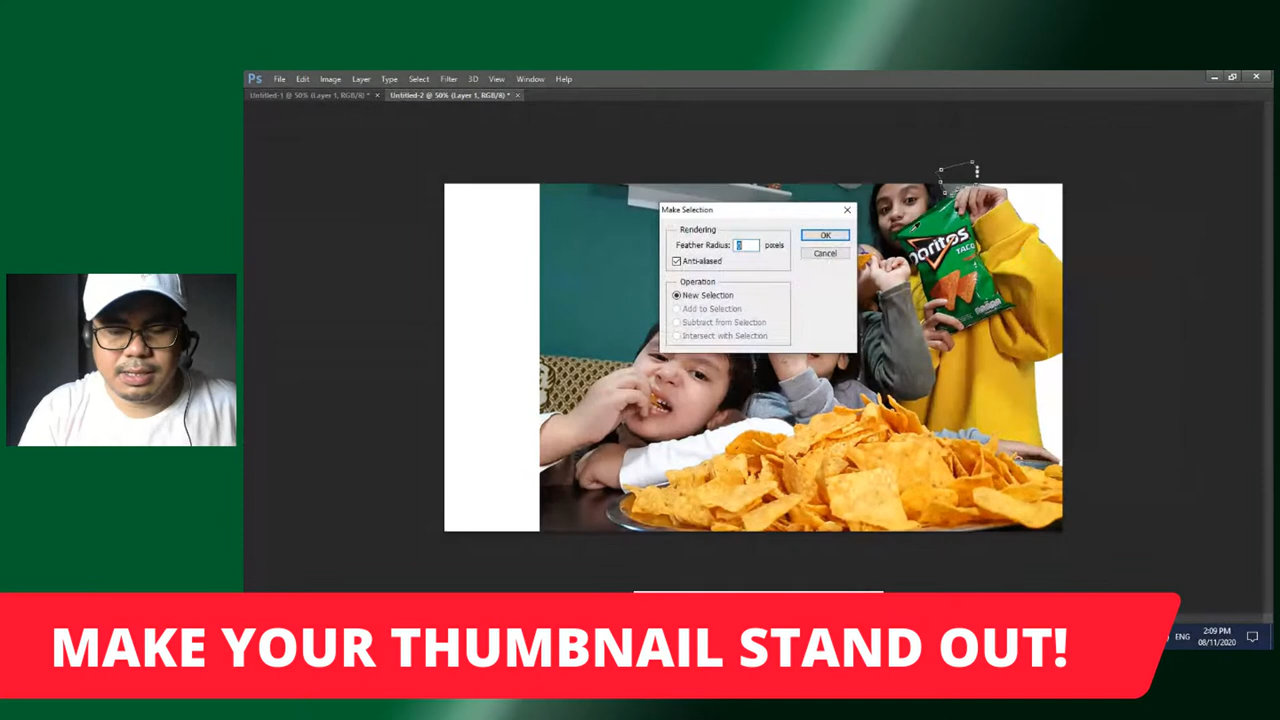 Ps File Edit Image Layer Type Select Filter 3D View Window Help
Untitled-1 @ 50% (Layer 1, RGB/8) * × Untitled-2 @ 50% (Layer 1, RGB/8) * ×
Make Selection
Rendering
Feather Radius: 0 pixels
Anti-aliased
OK
Cancel
Operation
New Selection
Add to Selection
Subtract from Selection
Intersect with Selection
Doritos
TACO
ENG
2:09 PM
08/11/2020
MAKE YOUR THUMBNAIL STAND OUT!